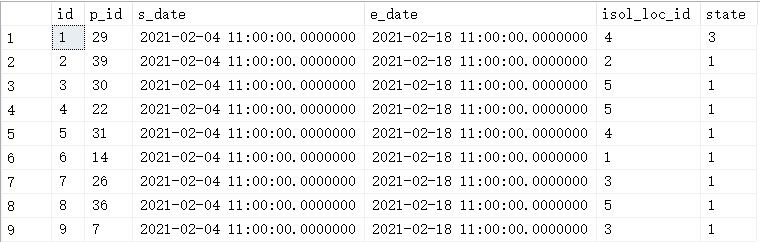 id p_id s_date e_date isol_loc_id state
1 1 29 2021-02-04 11:00:00.0000000 2021-02-18 11:00:00.0000000 4 3
2 2 39 2021-02-04 11:00:00.0000000 2021-02-18 11:00:00.0000000 2 1
3 3 30 2021-02-04 11:00:00.0000000 2021-02-18 11:00:00.0000000 5 1
4 4 22 2021-02-04 11:00:00.0000000 2021-02-18 11:00:00.0000000 5 1
5 5 31 2021-02-04 11:00:00.0000000 2021-02-18 11:00:00.0000000 4 1
6 6 14 2021-02-04 11:00:00.0000000 2021-02-18 11:00:00.0000000 1 1
7 7 26 2021-02-04 11:00:00.0000000 2021-02-18 11:00:00.0000000 3 1
8 8 36 2021-02-04 11:00:00.0000000 2021-02-18 11:00:00.0000000 5 1
9 9 7 2021-02-04 11:00:00.0000000 2021-02-18 11:00:00.0000000 3 1